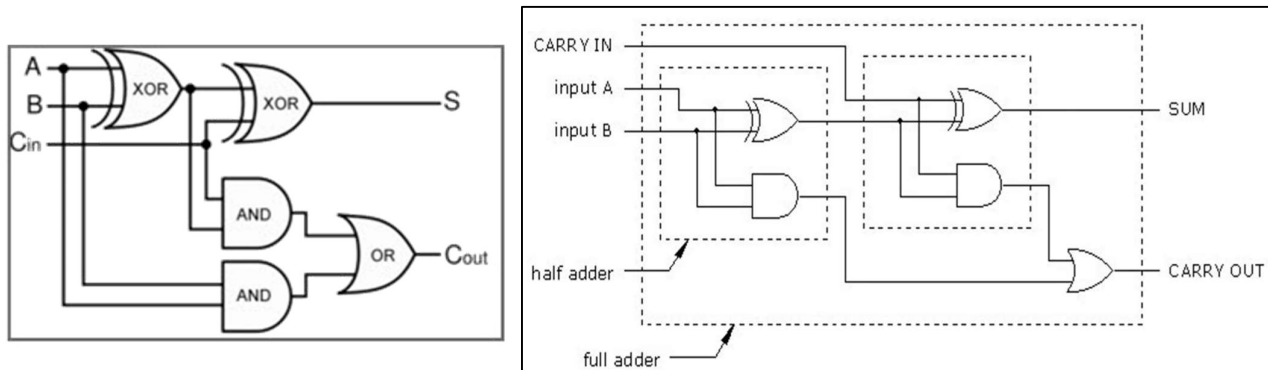 A
XOR
B
XOR
S
Cin
AND
OR
Cout
AND
CARRY IN
input A
input B
SUM
half adder
CARRY OUT
full adder